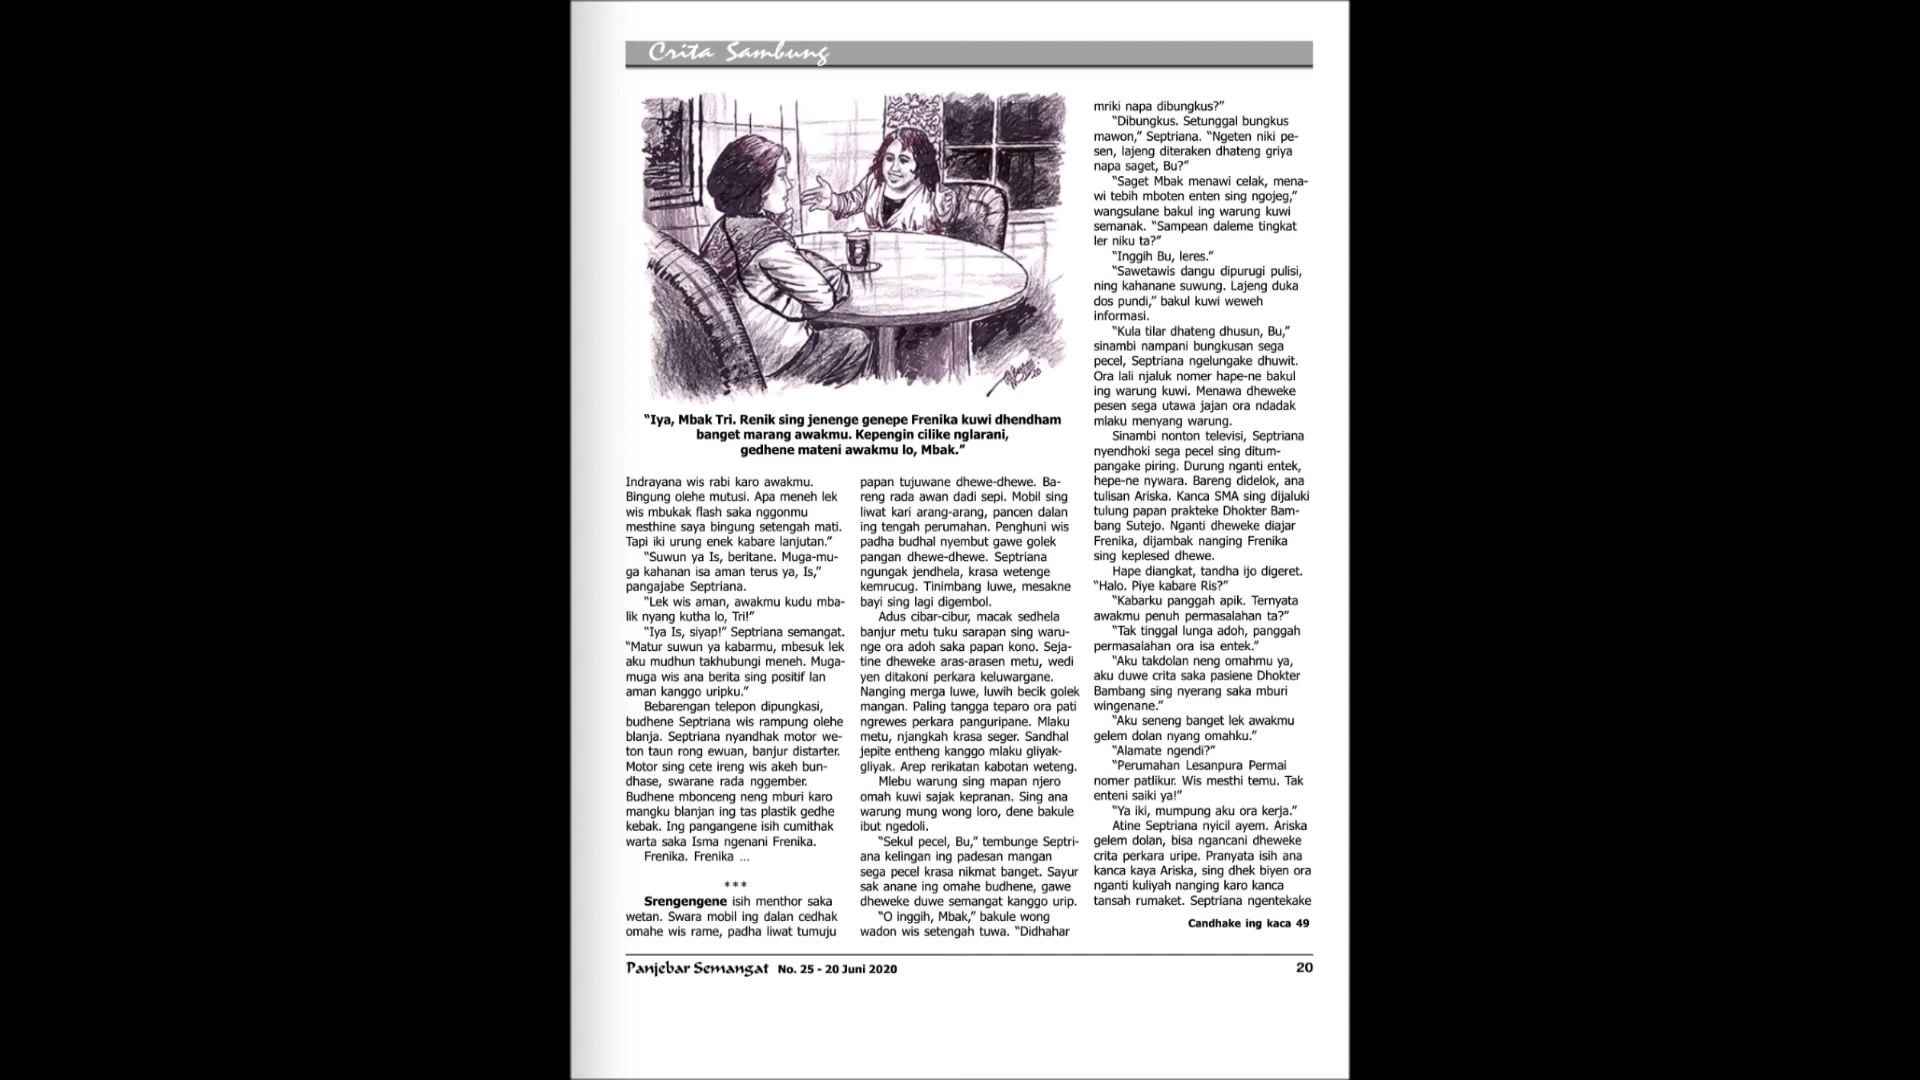 Crita Sambung
"Iya, Mbak Tri. Renik sing jenenge genepe Frenika kuwi dhendham
banget marang awakmu. Kepengin cilike nglarani,
gedhene mateni awakmu lo, Mbak."
Indrayana wis rabi karo awakmu.
Bingung olehe mutusi. Apa meneh lek
wis mbukak flash saka nggonmu
mesthine saya bingung setengah mati.
Tapi iki urung enek kabare lanjutan."
"Suwun ya Is, beritane. Muga-mu-
ga kahanan isa aman terus ya, Is,"
pangajabe Septriana.
"Lek wis aman, awakmu kudu mba-
lik nyang kutha lo, Tri!"
"Iya Is, siyap!" Septriana semangat.
"Matur suwun ya kabarmu, mbesuk lek
aku mudhun takhubungi meneh. Muga-
muga wis ana berita sing positif lan
aman kanggo uripku."
Bebarengan telepon dipungkasi,
budhene Septriana wis rampung olehe
blanja. Septriana nyandhak motor we-
ton taun rong ewuan, banjur distarter.
Motor sing cete ireng wis akeh bun-
dhase, swarane rada nggember.
Budhene mbonceng neng mburi karo
mangku blanjan ing tas plastik gedhe
kebak. Ing pangangene isih cumithak
warta saka Isma ngenani Frenika.
Frenika. Frenika ...
***
Srengengene isih menthor saka
wetan. Swara mobil ing dalan cedhak
omahe wis rame, padha liwat tumuju
papan tujuwane dhewe-dhewe. Ba-
reng rada awan dadi sepi. Mobil sing
liwat kari arang-arang, pancen dalan
ing tengah perumahan. Penghuni wis
padha budhal nyembut gawe golek
pangan dhewe-dhewe. Septriana
ngungak jendhela, krasa wetenge
kemrucug. Tinimbang luwe, mesakne
bayi sing lagi digembol.
Adus cibar-cibur, macak sedhela
banjur metu tuku sarapan sing waru-
nge ora adoh saka papan kono. Seja-
tine dheweke aras-arasen metu, wedi
yen ditakoni perkara keluwargane.
Nanging merga luwe, luwih becik golek
mangan. Paling tangga teparo ora pati
ngrewes perkara panguripane. Mlaku
metu, njangkah krasa seger. Sandhal
jepite entheng kanggo mlaku gliyak-
gliyak. Arep rerikatan kabotan weteng.
Mlebu warung sing mapan njero
omah kuwi sajak kepranan. Sing ana
warung mung wong loro, dene bakule
ibut ngedoli.
"Sekul pecel, Bu," tembunge Septri-
ana kelingan ing padesan mangan
sega pecel krasa nikmat banget. Sayur
sak anane ing omahe budhene, gawe
dheweke duwe semangat kanggo urip.
"O inggih, Mbak," bakule wong
wadon wis setengah tuwa. "Didhahar
mriki napa dibungkus?"
"Dibungkus. Setunggal bungkus
mawon," Septriana. "Ngeten niki pe-
sen, lajeng diteraken dhateng griya
napa saget, Bu?"
"Saget Mbak menawi celak, mena-
wi tebih mboten enten sing ngojeg,"
wangsulane bakul ing warung kuwi
semanak. "Sampean daleme tingkat
ler niku ta?"
"Inggih Bu, leres."
"Sawetawis dangu dipurugi pulisi,
ning kahanane suwung. Lajeng duka
dos pundi," bakul kuwi weweh
informasi.
"Kula tilar dhateng dhusun, Bu,"
sinambi nampani bungkusan sega
pecel, Septriana ngelungake dhuwit.
Ora lali njaluk nomer hape-ne bakul
ing warung kuwi. Menawa dheweke
pesen sega utawa jajan ora ndadak
mlaku menyang warung.
Sinambi nonton televisi, Septriana
nyendhoki sega pecel sing ditum-
pangake piring. Durung nganti entek,
hepe-ne nywara. Bareng didelok, ana
tulisan Ariska. Kanca SMA sing dijaluki
tulung papan prakteke Dhokter Bam-
bang Sutejo. Nganti dheweke diajar
Frenika, dijambak nanging Frenika
sing keplesed dhewe.
Hape diangkat, tandha ijo digeret.
"Halo. Piye kabare Ris?"
"Kabarku panggah apik. Ternyata
awakmu penuh permasalahan ta?"
"Tak tinggal lunga adoh, panggah
permasalahan ora isa entek."
"Aku takdolan neng omahmu ya,
aku duwe crita saka pasiene Dhokter
Bambang sing nyerang saka mburi
wingenane."
"Aku seneng banget lek awakmu
gelem dolan nyang omahku."
"Alamate ngendi?"
"Perumahan Lesanpura Permai
nomer patlikur. Wis mesthi temu. Tak
enteni saiki ya!"
"Ya iki, mumpung aku ora kerja."
Atine Septriana nyicil ayem. Ariska
gelem dolan, bisa ngancani dheweke
crita perkara uripe. Pranyata isih ana
kanca kaya Ariska, sing dhek biyen ora
nganti kuliyah nanging karo kanca
tansah rumaket. Septriana ngentekake
Candhake ing kaca 49
Panjebar Semangat No. 25 - 20 Juni 2020
20